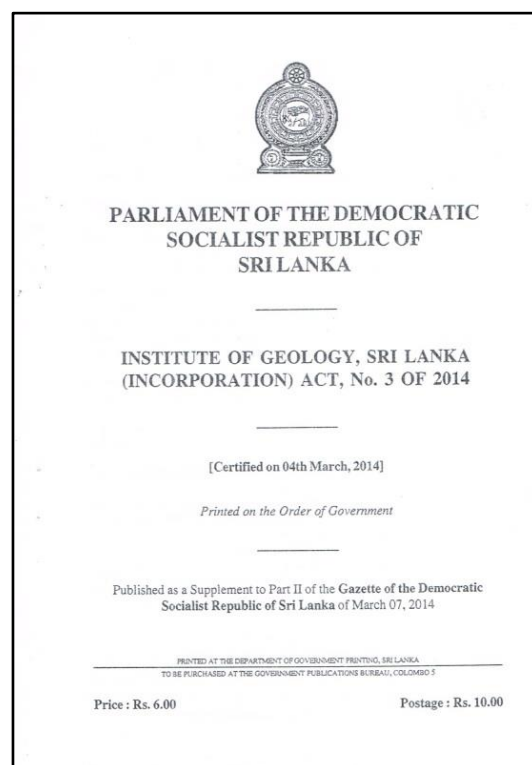 PARLIAMENT OF THE DEMOCRATIC
SOCIALIST REPUBLIC OF
SRI LANKA
INSTITUTE OF GEOLOGY, SRI LANKA
(INCORPORATION) ACT, No. 3 OF 2014
[Certified on 04th March, 2014]
Printed on the Order of Government
Published as a Supplement to Part II of the Gazette of the Democratic
Socialist Republic of Sri Lanka of March 07, 2014
PRINTED AT THE DEPARTMENT OF GOVERNMENT PRINTING, SRI LANKA
TO BE PURCHASED AT THE GOVERNMENT PUBLICATIONS BUREAU, COLOMBO 5
Price : Rs. 6.00 Postage : Rs. 10.00